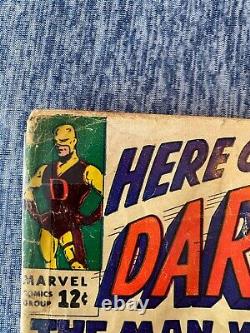 HERE
DAR
D
MARVEL
COMICS
GROUP 12¢
THE MAN